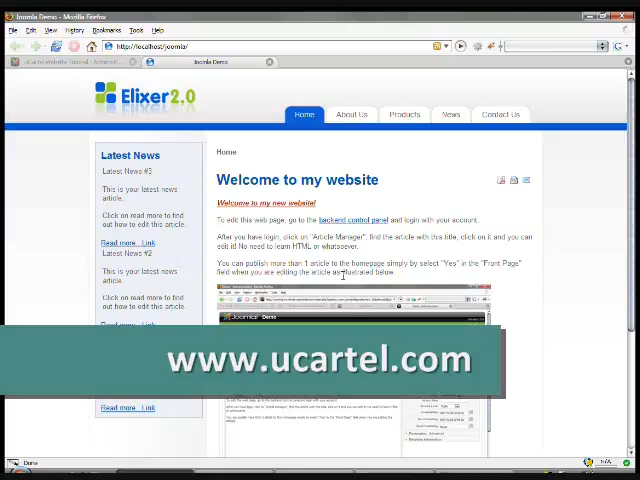 Joomla Demo - Mozilla Firefox
File Edit View History Bookmarks Tools Help
http://localhost/joomla/
Joomla Demo
Elixer2.0
Home About Us Products News Contact Us
Latest News
Latest News #3
This is your latest news
article.
Click on read more to find
out how to edit this article.
Read more...Link
Latest News #2
This is your latest news
article.
Click on read more to find
out how to edit this article.
Read more...Link
Home
Welcome to my website
Welcome to my new website!
To edit this web page, go to the backend control panel and login with your account.
After you have login, click on "Article Manager", find the article with this title, click on it and you can
edit it! No need to learn HTML or whatsoever.
You can publish more than 1 article to the homepage simply by select "Yes" in the "Front Page"
field when you are editing the article as illustrated below.
Joomla! Demo
www.ucartel.com
Done
N/A